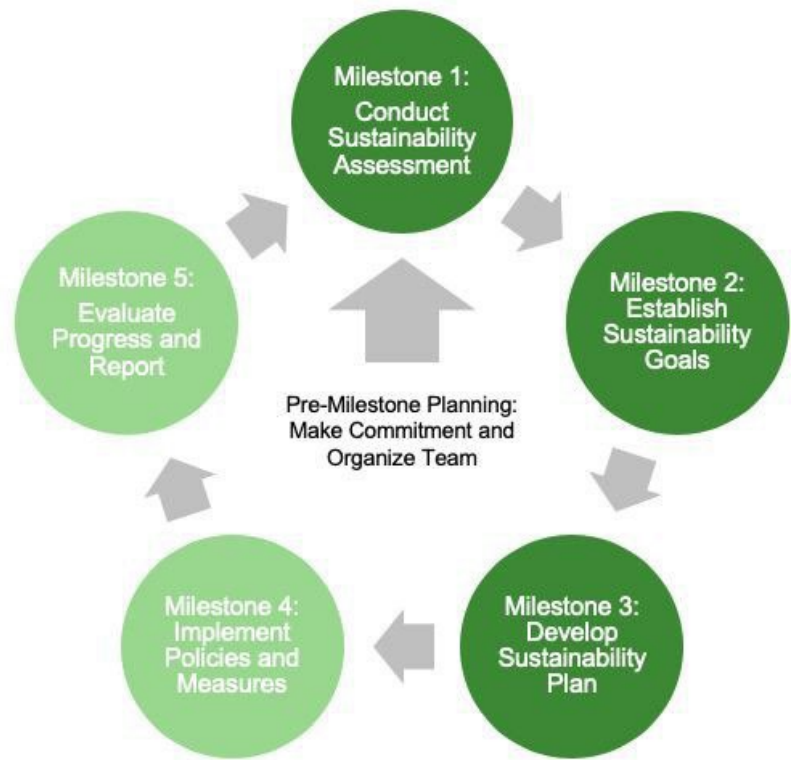 Milestone 1:
Conduct
Sustainability
Assessment
Milestone 2:
Establish
Sustainability
Goals
Milestone 3:
Develop
Sustainability
Plan
Milestone 4:
Implement
Policies and
Measures
Milestone 5:
Evaluate
Progress and
Report
Pre-Milestone Planning:
Make Commitment and
Organize Team